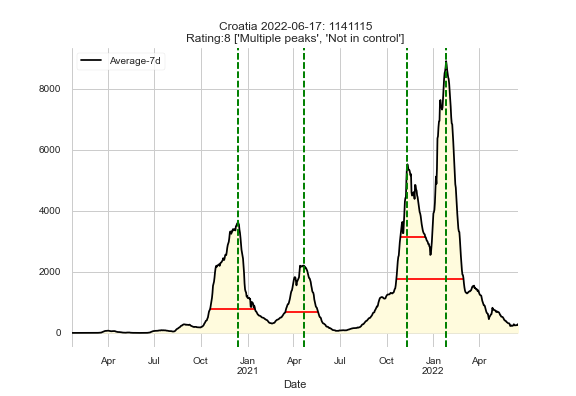 Croatia 2022-06-17: 1141115
Rating:8 ['Multiple peaks', 'Not in control']
Average-7d
8000
6000
4000
2000
0
Apr Jul Oct Jan Apr Jul Oct Jan Apr
2021 2022
Date